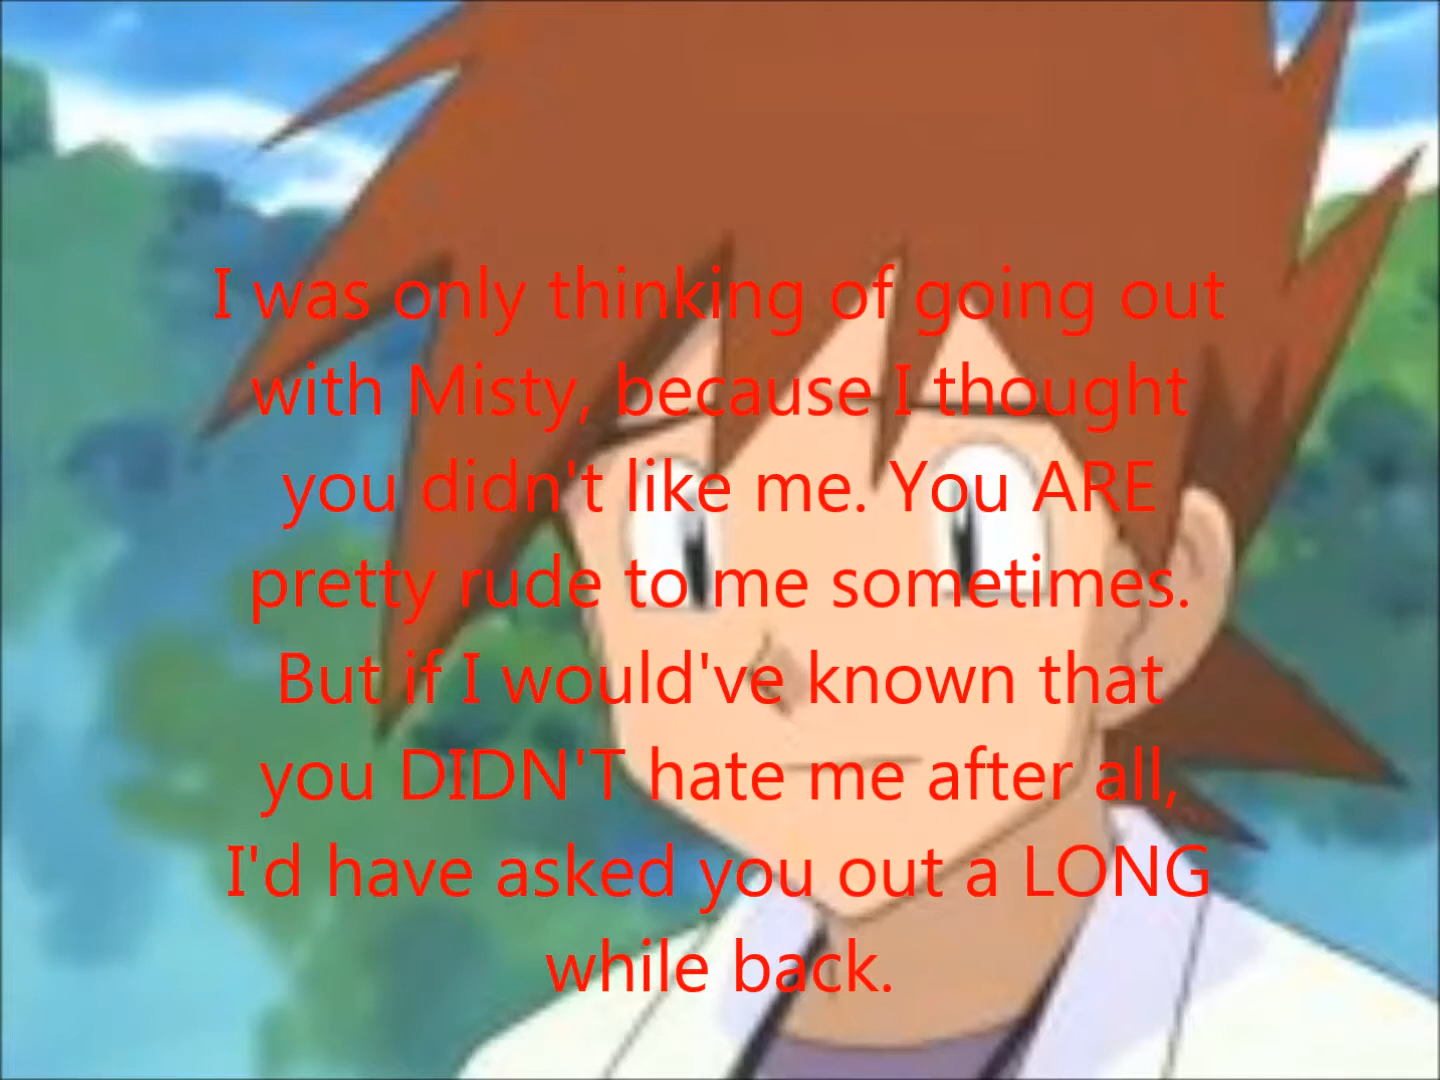 I was only thinking of going out
with Misty, because I thought
you didn't like me. You ARE
pretty rude to me sometimes.
But if I would've known that
you DIDN'T hate me after all,
I'd have asked you out a LONG
while back.